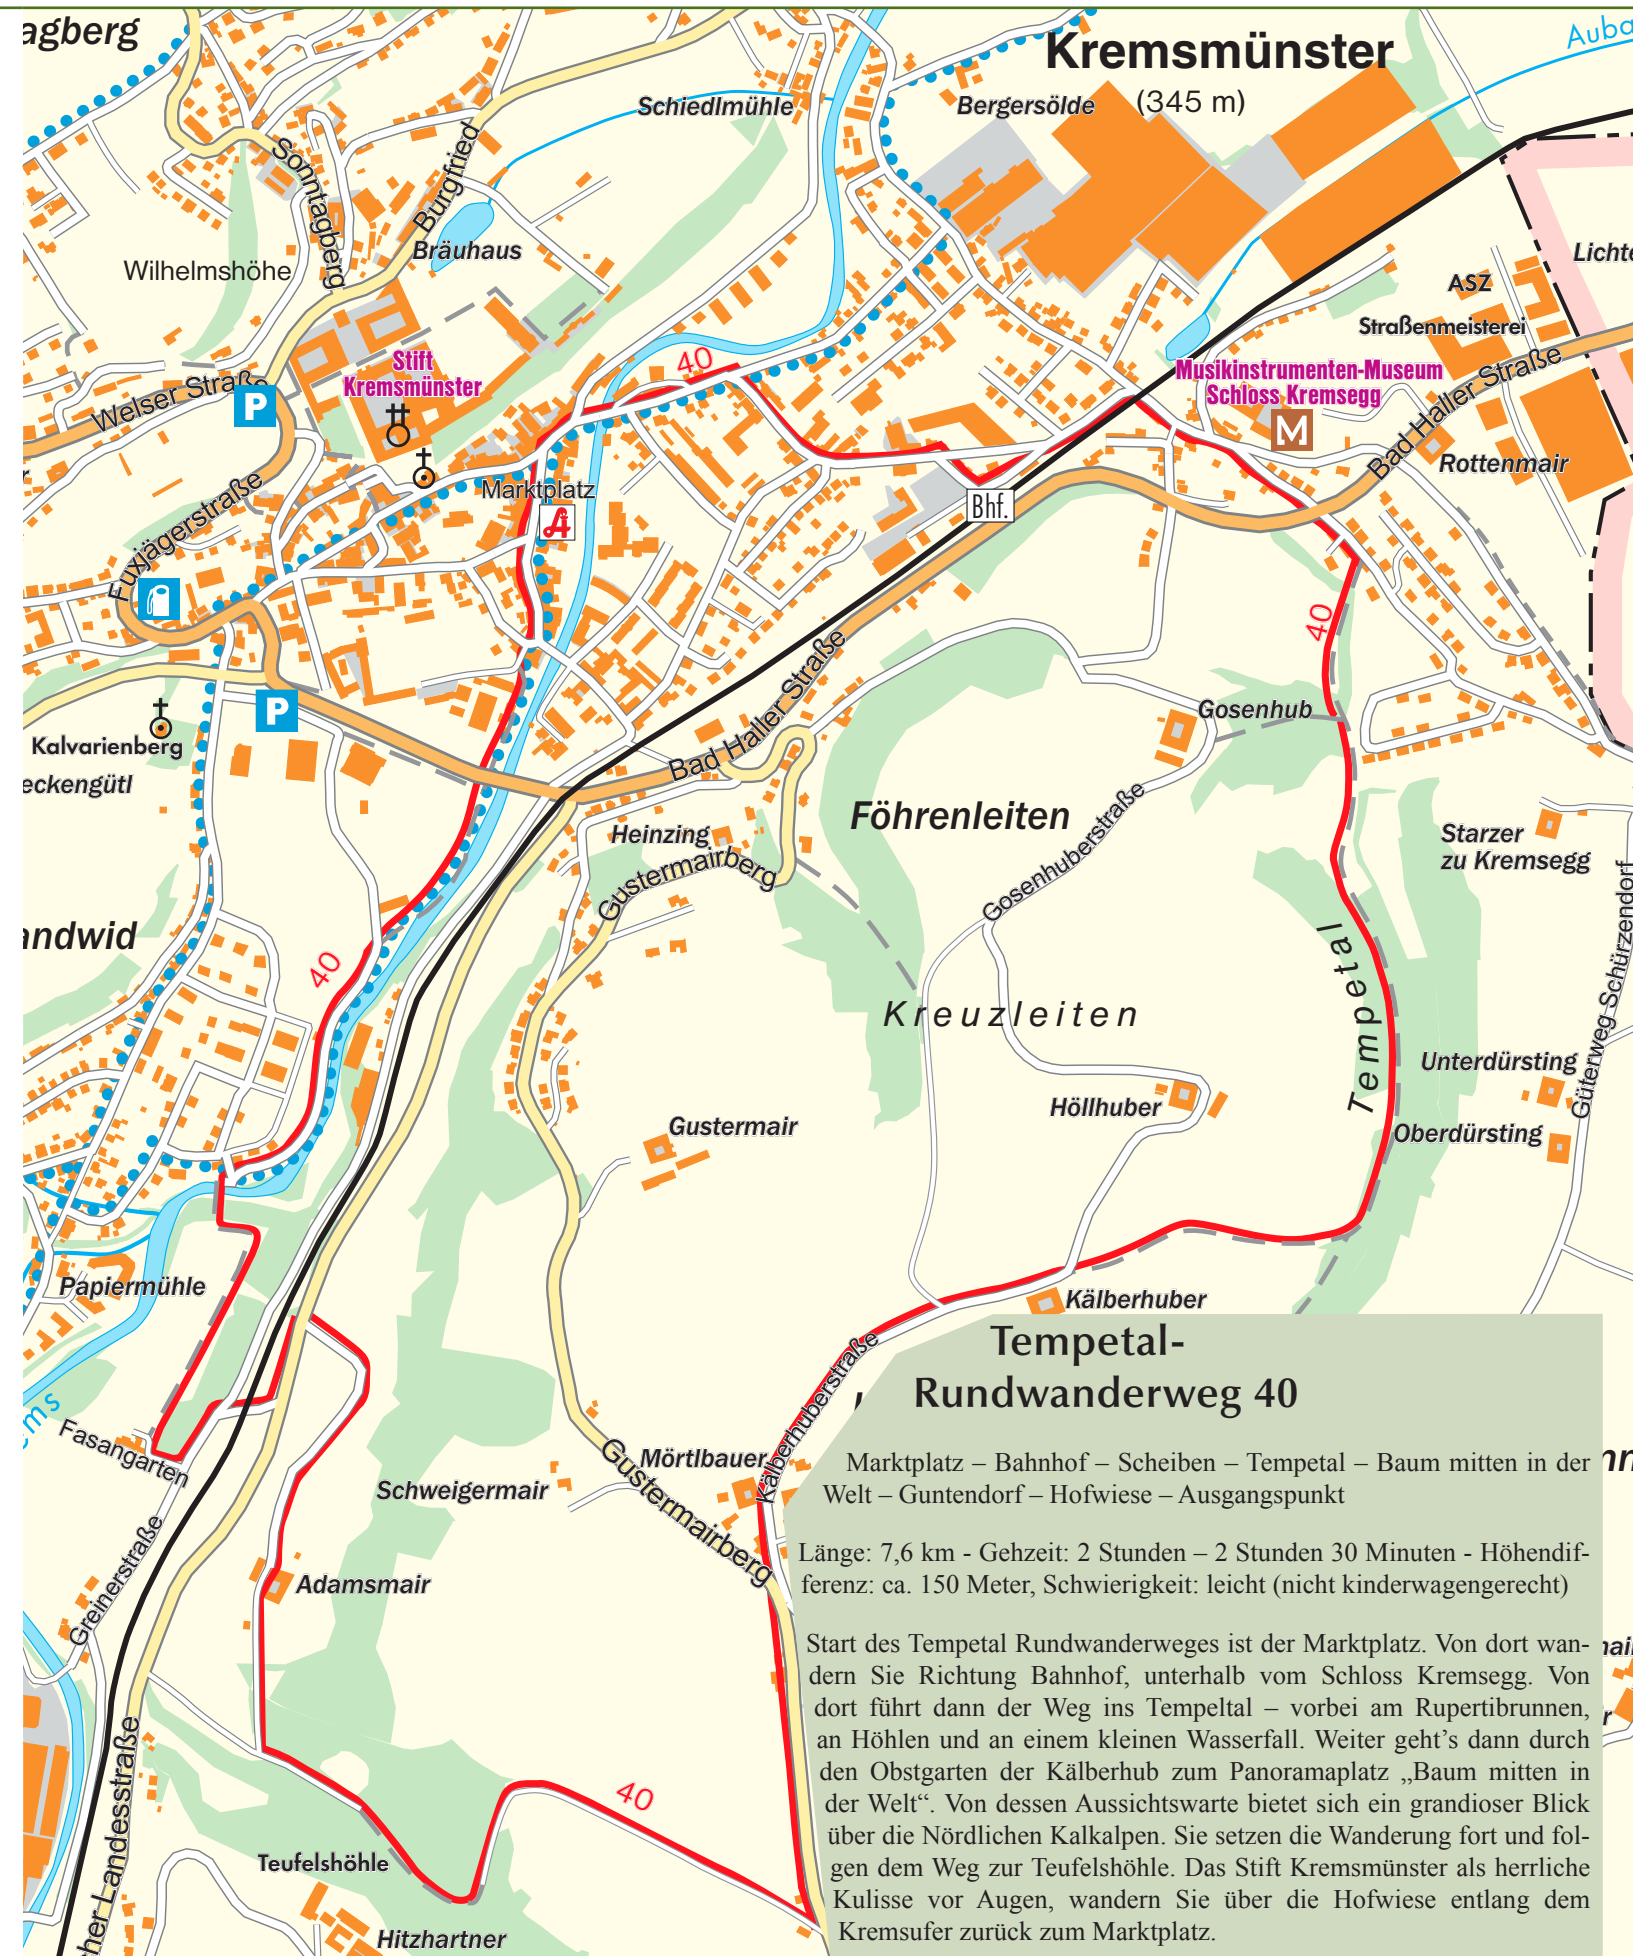 agberg
Kremsmünster
(345 m)
Auba
Schiedlmühle
Bergersölde
Sonntagberg
Burgfried
Bräuhaus
Wilhelmshöhe
Lichte
ASZ
Straßenmeisterei
Stift
Kremsmünster
40
Musikinstrumenten-Museum
Schloss Kremsegg
M
Bad Haller Straße
Welser Straße
P
Rottenmair
Marktplatz
Bhf.
Fuxjägerstraße
40
Bad Haller Straße
Gosenhub
P
Kalvarienberg
eckengütl
Föhrenleiten
Heinzing
Gustermairberg
Gosenhuberstraße
Starzer
zu Kremsegg
Güterweg Schürzendorf
andwid
40
Tempetal
Kreuzleiten
Unterdürsting
Höllhuber
Gustermair
Oberdürsting
Papiermühle
Kälberhuber
ms
Fasangarten
Kälberhuberstraße
Mörtlbauer
Schweigermair
Gustermairberg
Greinerstraße
Adamsmair
cher Landesstraße
40
Teufelshöhle
Hitzhartner
Tempetal-
Rundwanderweg 40
Marktplatz – Bahnhof – Scheiben – Tempetal – Baum mitten in der
Welt – Guntendorf – Hofwiese – Ausgangspunkt
Länge: 7,6 km - Gehzeit: 2 Stunden – 2 Stunden 30 Minuten - Höhendif-
ferenz: ca. 150 Meter, Schwierigkeit: leicht (nicht kinderwagengerecht)
Start des Tempetal Rundwanderweges ist der Marktplatz. Von dort wan-
dern Sie Richtung Bahnhof, unterhalb vom Schloss Kremsegg. Von
dort führt dann der Weg ins Tempeltal – vorbei am Rupertibrunnen,
an Höhlen und an einem kleinen Wasserfall. Weiter geht’s dann durch
den Obstgarten der Kälberhub zum Panoramaplatz „Baum mitten in
der Welt“. Von dessen Aussichtswarte bietet sich ein grandioser Blick
über die Nördlichen Kalkalpen. Sie setzen die Wanderung fort und fol-
gen dem Weg zur Teufelshöhle. Das Stift Kremsmünster als herrliche
Kulisse vor Augen, wandern Sie über die Hofwiese entlang dem
Kremsufer zurück zum Marktplatz.